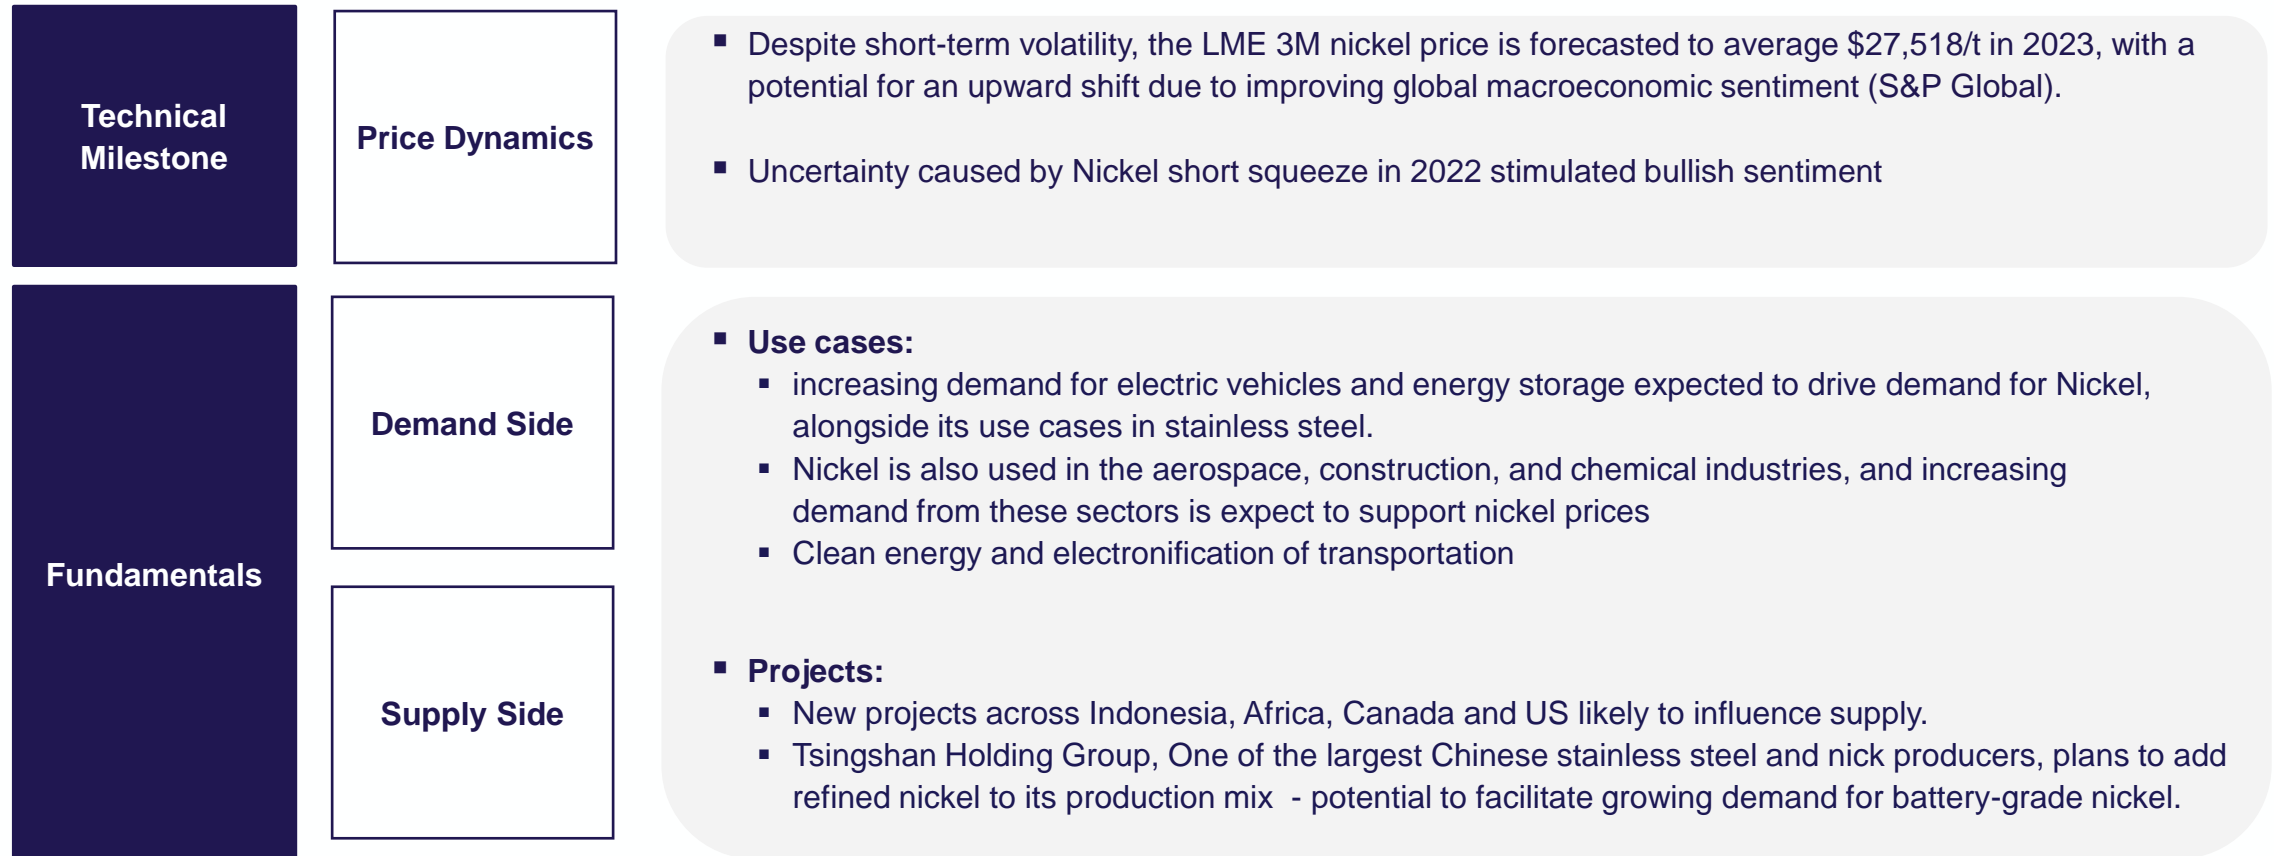 Technical
Milestone
Price Dynamics
Despite short-term volatility, the LME 3M nickel price is forecasted to average $27,518/t in 2023, with a
potential for an upward shift due to improving global macroeconomic sentiment (S&P Global).
Uncertainty caused by Nickel short squeeze in 2022 stimulated bullish sentiment
Fundamentals
Demand Side
Use cases:
increasing demand for electric vehicles and energy storage expected to drive demand for Nickel,
alongside its use cases in stainless steel.
Nickel is also used in the aerospace, construction, and chemical industries, and increasing
demand from these sectors is expect to support nickel prices
Clean energy and electronification of transportation
Supply Side
Projects:
New projects across Indonesia, Africa, Canada and US likely to influence supply.
Tsingshan Holding Group, One of the largest Chinese stainless steel and nick producers, plans to add
refined nickel to its production mix  - potential to facilitate growing demand for battery-grade nickel.